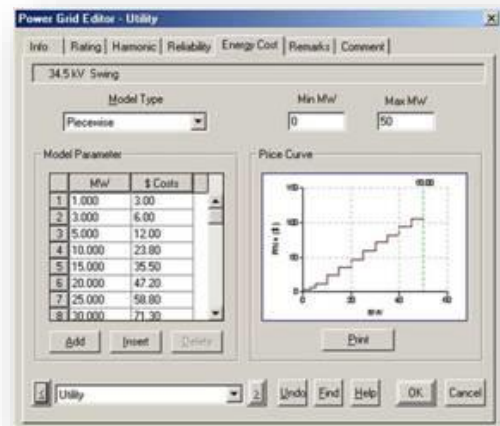 Power Grid Editor - Utility
Info Rating Harmonic Reliability Energy Cost Remarks Comment
34.5 kV Swing
Model Type Min MW Max MW
Piecewise 0 50
Model Parameter Price Curve
MW $ Costs
1 1.000 3.00
2 3.000 6.00
3 5.000 12.00
4 10.000 23.80
5 15.000 35.50
6 20.000 47.20
7 25.000 58.80
8 30.000 71.30
0 20 40 60
MW
Add Insert Delete Print
Utility Undo Find Help OK Cancel